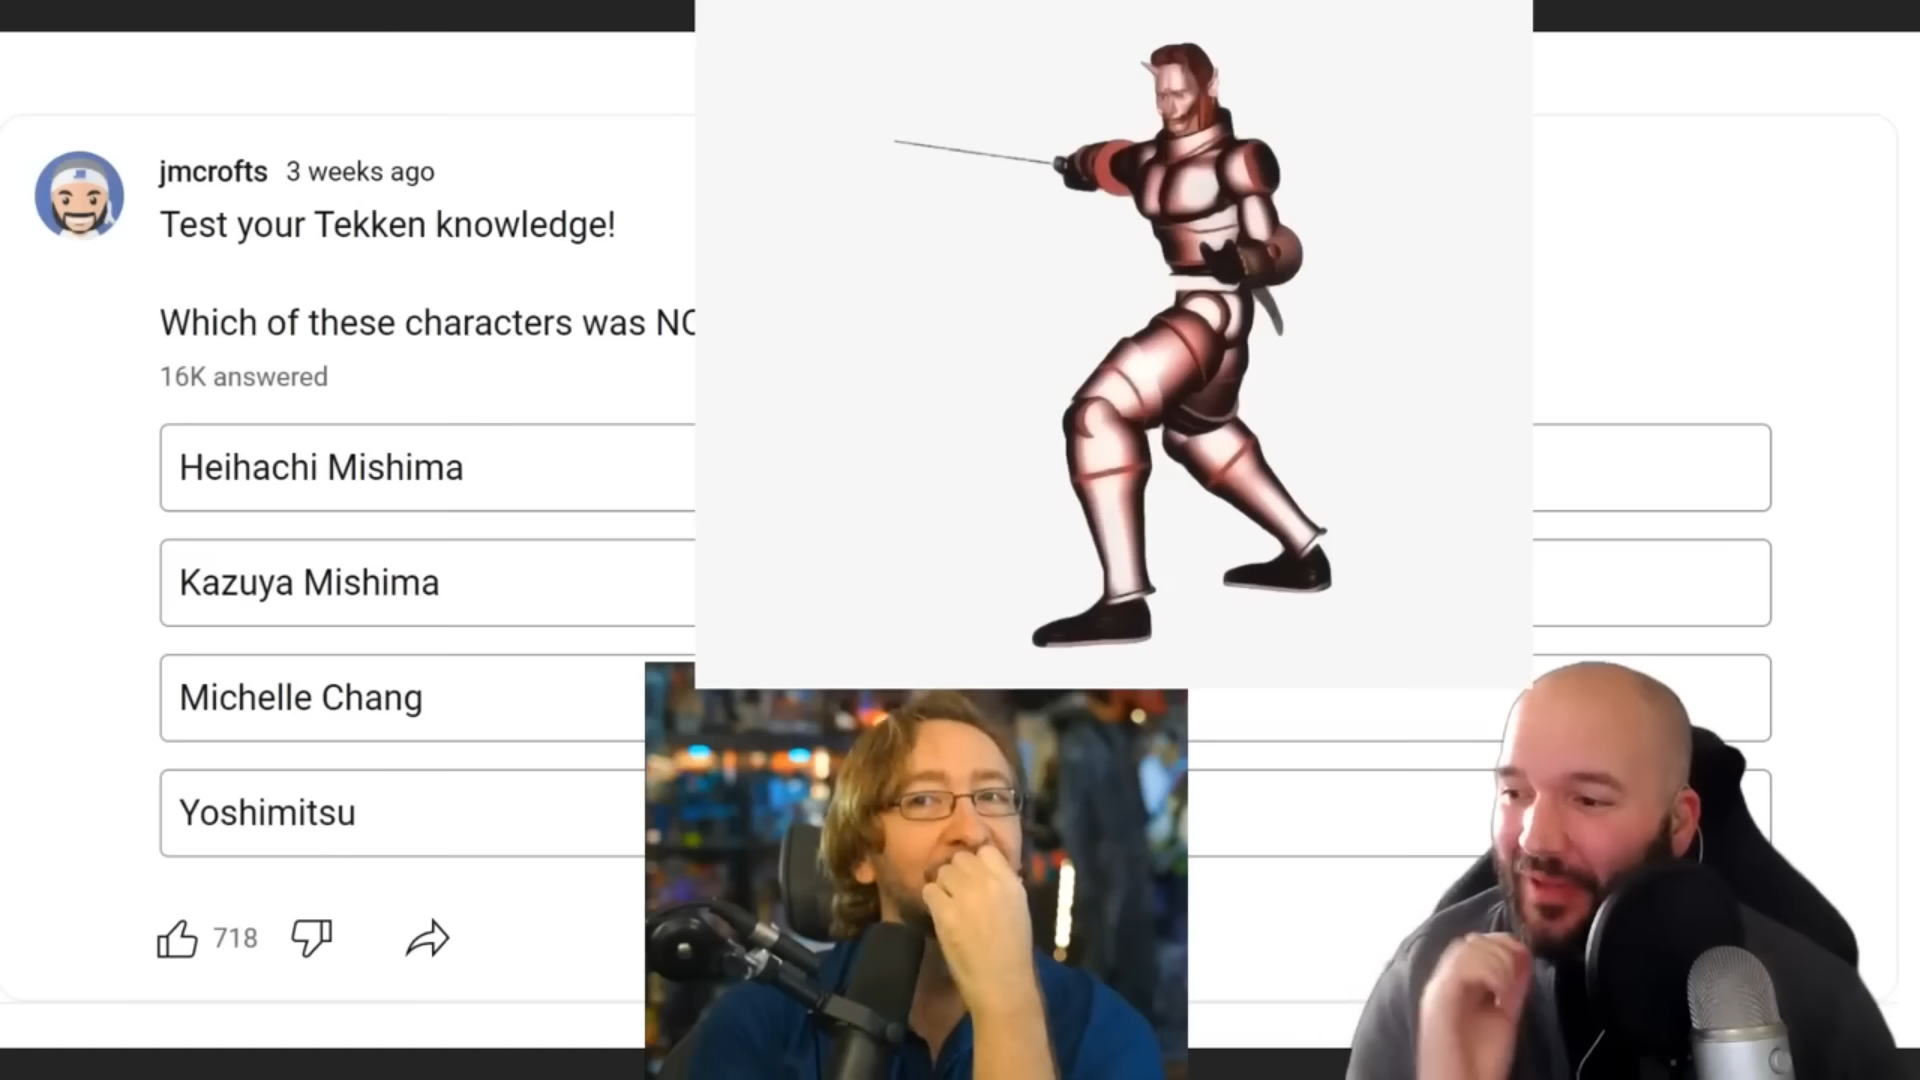 jmcrofts 3 weeks ago
Test your Tekken knowledge!
Which of these characters was
16K answered
Heihachi Mishima
Kazuya Mishima
Michelle Chang
Yoshimitsu
718